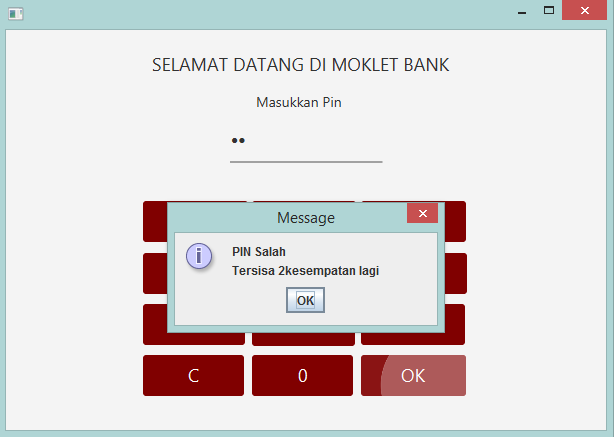 SELAMAT DATANG DI MOKLET BANK
Masukkan Pin
Message
PIN Salah
Tersisa 2kesempatan lagi
OK
C 0 OK